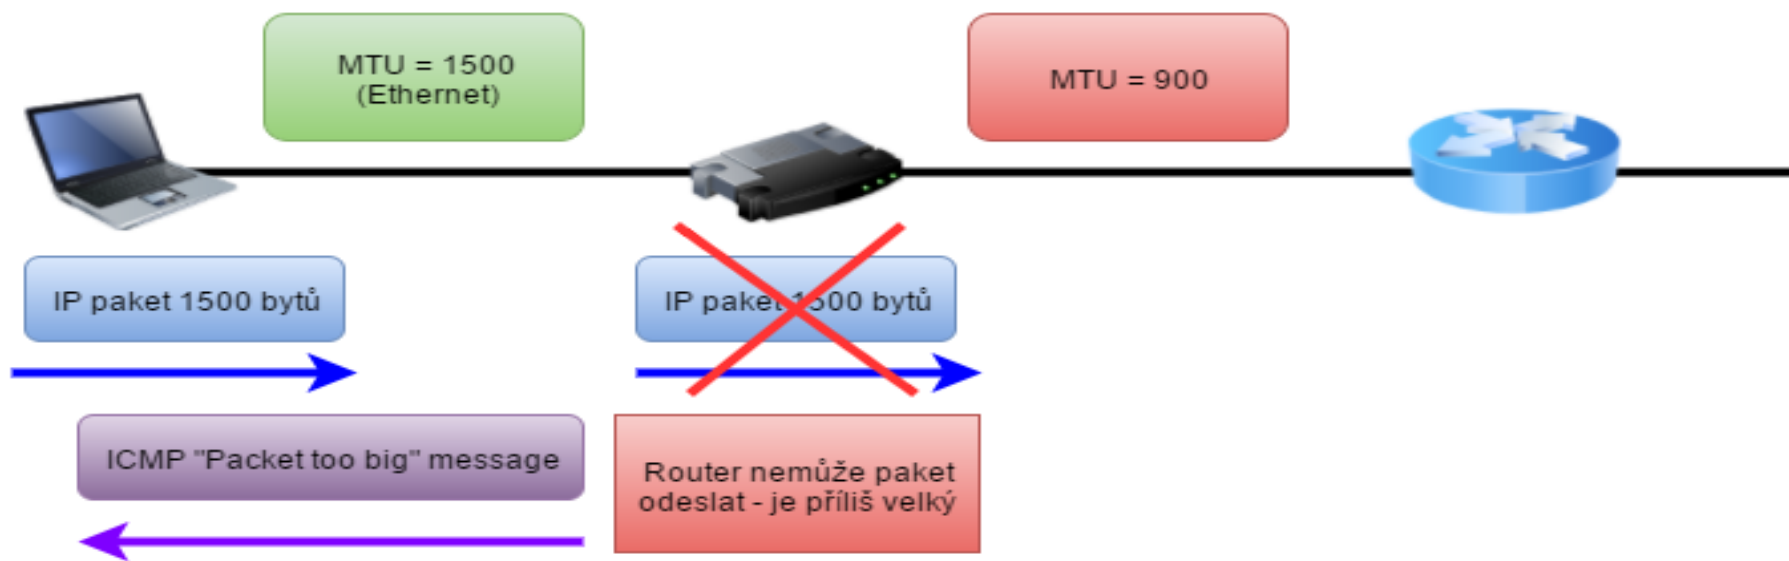 MTU = 1500
(Ethernet)
MTU = 900
IP paket 1500 bytů
IP paket 1500 bytů
ICMP "Packet too big" message
Router nemůže paket
odeslat - je příliš velký